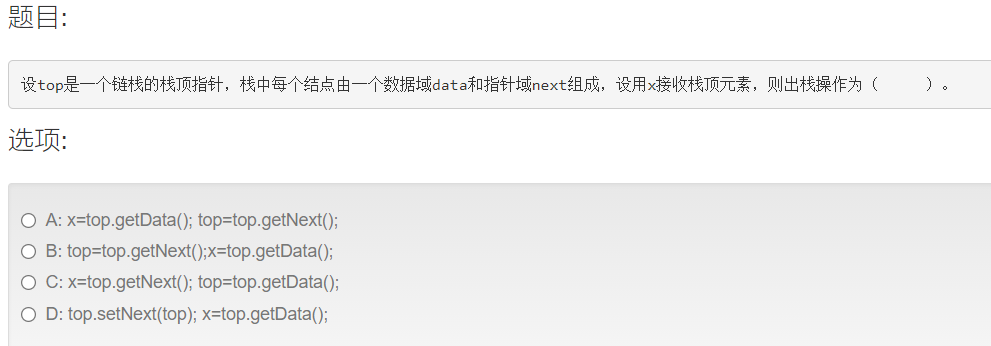 题目:
设top是一个链栈的栈顶指针，栈中每个结点由一个数据域data和指针域next组成，设用x接收栈顶元素，则出栈操作为（　　）。
选项:
A: x=top.getData(); top=top.getNext();
B: top=top.getNext();x=top.getData();
C: x=top.getNext(); top=top.getData();
D: top.setNext(top); x=top.getData();